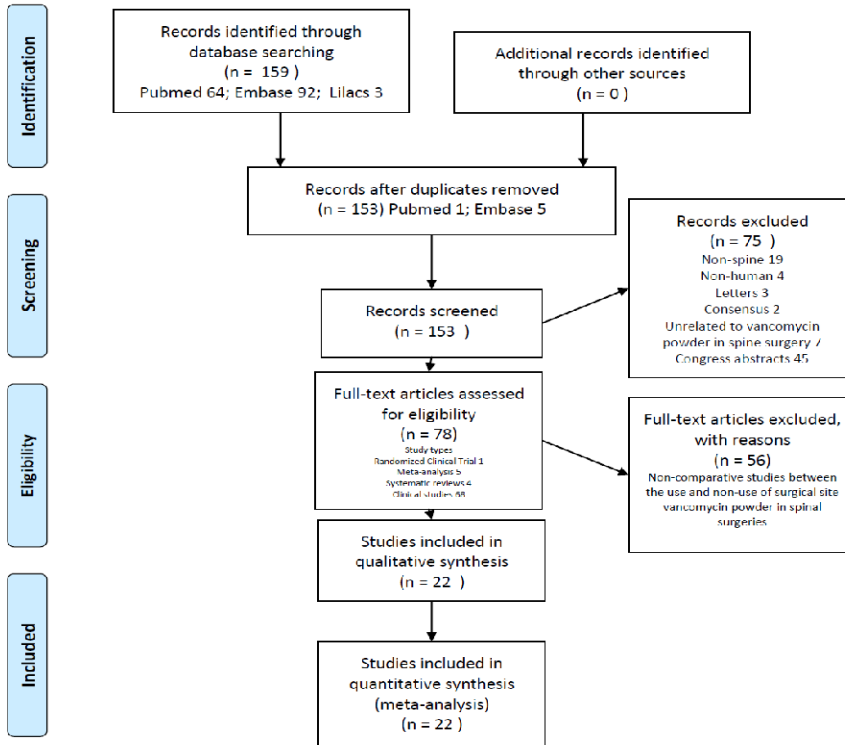 Identification
Records identified through
database searching
(n = 159 )
Pubmed 64; Embase 92; Lilacs 3
Additional records identified
through other sources
(n = 0 )
Records after duplicates removed
(n = 153) Pubmed 1; Embase 5
Screening
Records screened
(n = 153 )
Records excluded
(n = 75 )
Non-spine 19
Non-human 4
Letters 3
Consensus 2
Unrelated to vancomycin
powder in spine surgery 7
Congress abstracts 45
Eligibility
Full-text articles assessed
for eligibility
(n = 78)
Study types
Randomized Clinical Trial 1
Meta-analysis 5
Systematic reviews 4
Clinical studies 68
Full-text articles excluded,
with reasons
(n = 56)
Non-comparative studies between
the use and non-use of surgical site
vancomycin powder in spinal
surgeries
Studies included in
qualitative synthesis
(n = 22 )
Included
Studies included in
quantitative synthesis
(meta-analysis)
(n = 22 )